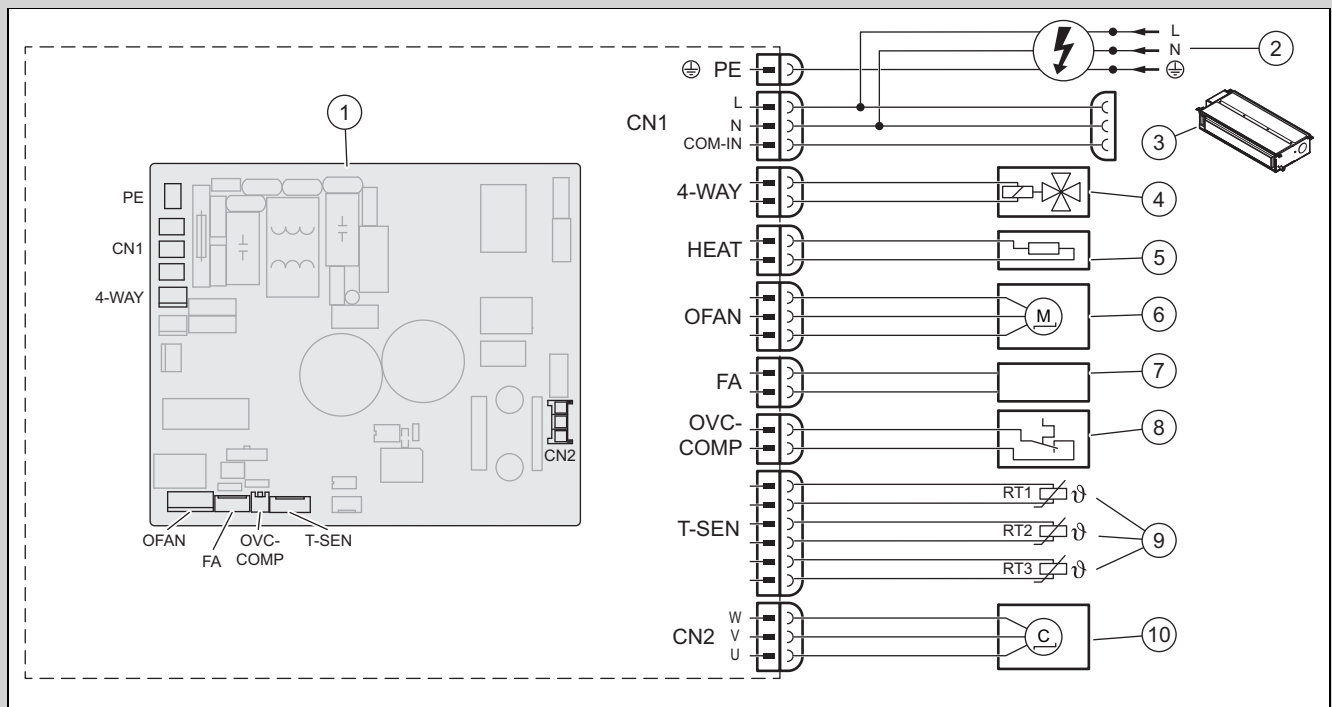 1
PE
CN1
4-WAY
CN2
OFAN
FA
OVC-
COMP
T-SEN
PE
L
N
2
CN1
L
N
COM-IN
3
4-WAY
4
HEAT
5
OFAN
M
6
FA
7
OVC-
COMP
8
T-SEN
RT1 ϑ
RT2 ϑ
RT3 ϑ
9
CN2
W
V
U
C
10